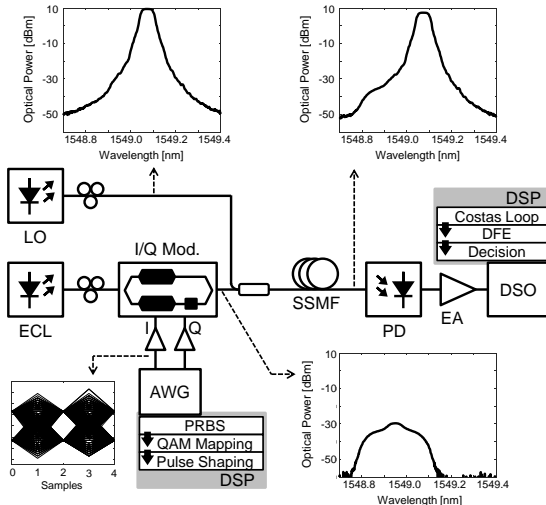 10
-10
-30
-50
Optical Power [dBm]
1548.8 1549.0 1549.2 1549.4
Wavelength [nm]
10
-10
-30
-50
Optical Power [dBm]
1548.8 1549.0 1549.2 1549.4
Wavelength [nm]
LO
ECL
I/Q Mod.
I
Q
SSMF
PD
EA
DSO
DSP
Costas Loop
DFE
Decision
AWG
PRBS
QAM Mapping
Pulse Shaping
DSP
0 1 2 3 4
Samples
10
-10
-30
-50
Optical Power [dBm]
1548.8 1549.0 1549.2 1549.4
Wavelength [nm]